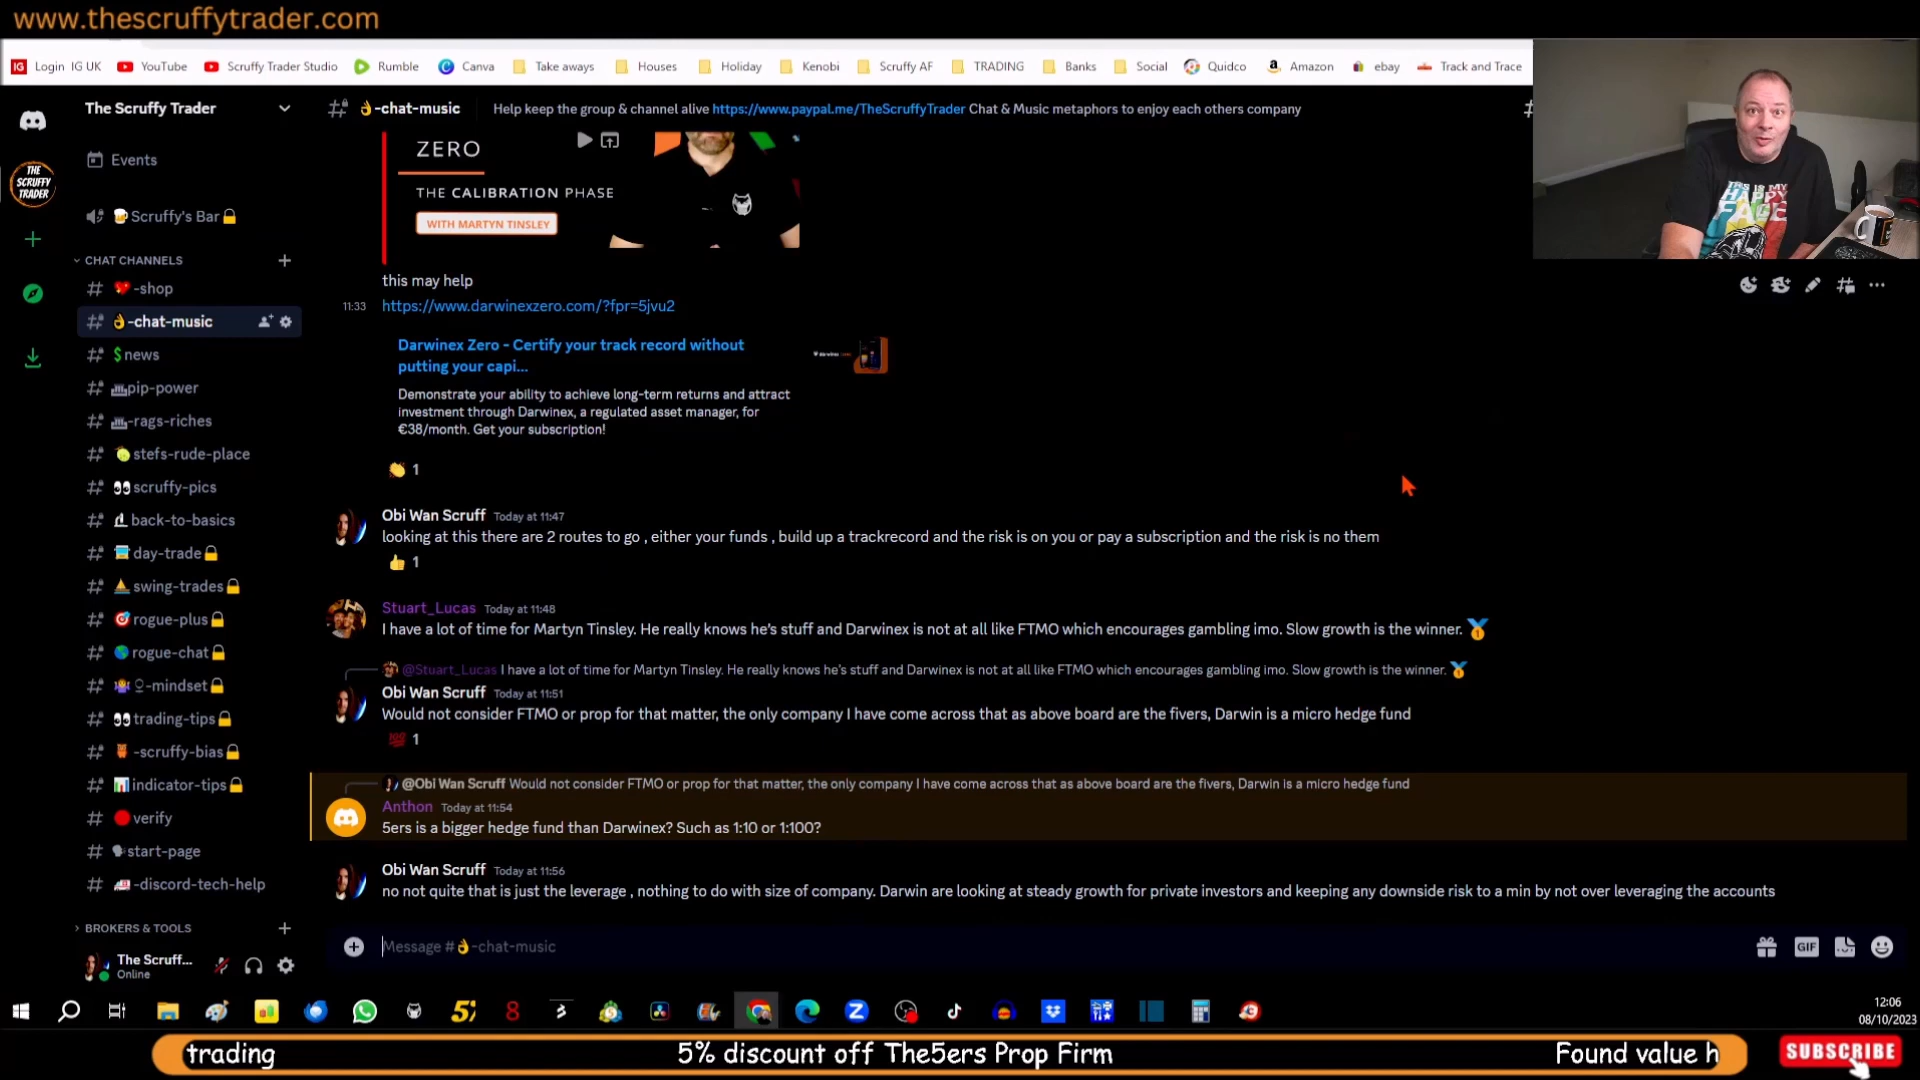 www.thescruffytrader.com
IG Login IG UK YouTube Scruffy Trader Studio Rumble Canva Take aways Houses Holiday Kenobi Scruffy AF TRADING Banks Social Quidco Amazon ebay Track and Trace
The Scruffy Trader
👌-chat-music
Help keep the group & channel alive https://www.paypal.me/TheScruffyTrader Chat & Music metaphors to enjoy each others company
THE SCRUFFY TRADER
Events
🍺Scruffy's Bar🔒
CHAT CHANNELS
-shop
👌-chat-music
$news
pip-power
-rags-riches
stefs-rude-place
👀scruffy-pics
back-to-basics
day-trade🔒
swing-trades🔒
🎯rogue-plus🔒
🌎rogue-chat🔒
🤷‍♀-mindset🔒
👀trading-tips🔒
-scruffy-bias🔒
📊indicator-tips🔒
🔴verify
🗣start-page
-discord-tech-help
BROKERS & TOOLS
The Scruff...
Online
ZERO
THE CALIBRATION PHASE
WITH MARTYN TINSLEY
this may help
11:33 https://www.darwinexzero.com/?fpr=5jvu2
Darwinex Zero - Certify your track record without
putting your capi...
Demonstrate your ability to achieve long-term returns and attract
investment through Darwinex, a regulated asset manager, for
€38/month. Get your subscription!
👏 1
Obi Wan Scruff Today at 11:47
looking at this there are 2 routes to go , either your funds , build up a trackrecord and the risk is on you or pay a subscription and the risk is no them
👍 1
Stuart_Lucas Today at 11:48
I have a lot of time for Martyn Tinsley. He really knows he's stuff and Darwinex is not at all like FTMO which encourages gambling imo. Slow growth is the winner. 🥇
@Stuart_Lucas I have a lot of time for Martyn Tinsley. He really knows he's stuff and Darwinex is not at all like FTMO which encourages gambling imo. Slow growth is the winner. 🥇
Obi Wan Scruff Today at 11:51
Would not consider FTMO or prop for that matter, the only company I have come across that as above board are the fivers, Darwin is a micro hedge fund
💯 1
@Obi Wan Scruff Would not consider FTMO or prop for that matter, the only company I have come across that as above board are the fivers, Darwin is a micro hedge fund
Anthon Today at 11:54
5ers is a bigger hedge fund than Darwinex? Such as 1:10 or 1:100?
Obi Wan Scruff Today at 11:56
no not quite that is just the leverage , nothing to do with size of company. Darwin are looking at steady growth for private investors and keeping any downside risk to a min by not over leveraging the accounts
Message #👌-chat-music
GIF
THIS IS MY
HAPPY
FACE
12:06
08/10/2023
trading 5% discount off The5ers Prop Firm Found value h
SUBSCRIBE